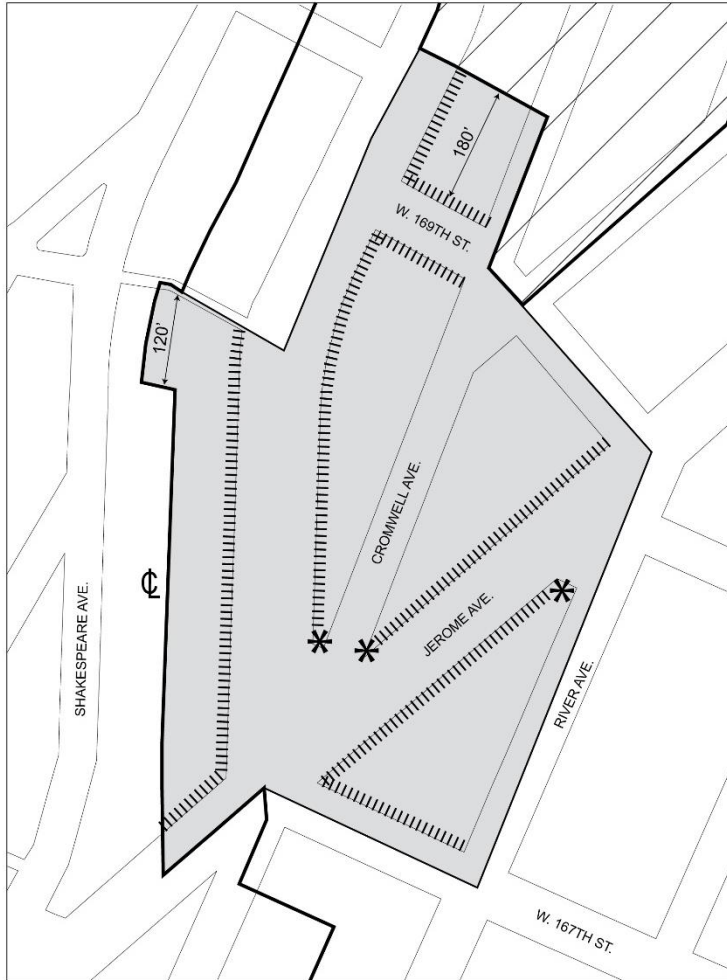 180'
W. 169TH ST.
120'
CROMWELL AVE.
℄
SHAKESPEARE AVE.
JEROME AVE.
RIVER AVE.
W. 167TH ST.